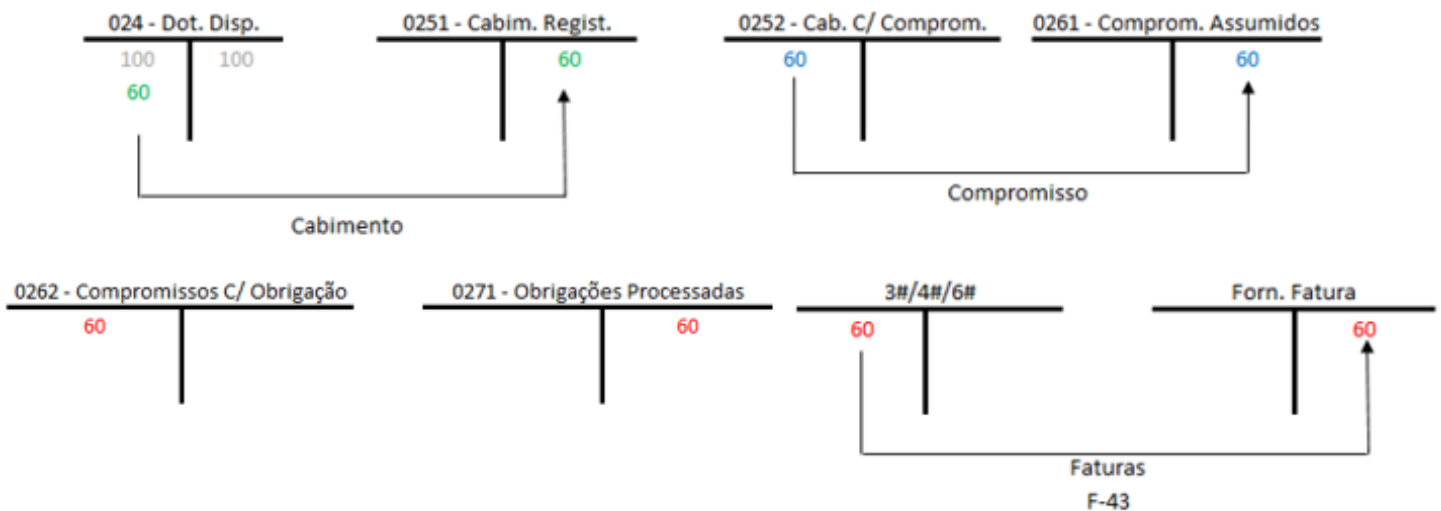 024 - Dot. Disp.
0251 - Cabim. Regist.
0252 - Cab. C/ Comprom.
0261 - Comprom. Assumidos
100
100
60
60
60
60
Cabimento
Compromisso
0262 - Compromissos C/ Obrigação
0271 - Obrigações Processadas
3#/4#/6#
Forn. Fatura
60
60
60
60
Faturas
F-43